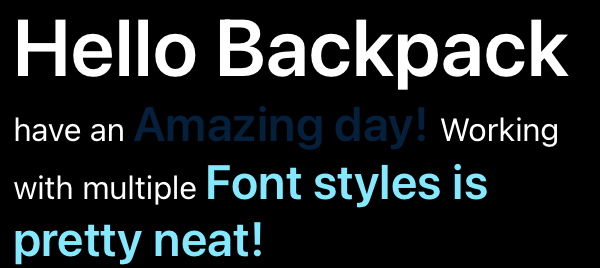 Hello Backpack
have an Amazing day! Working
with multiple Font styles is
pretty neat!